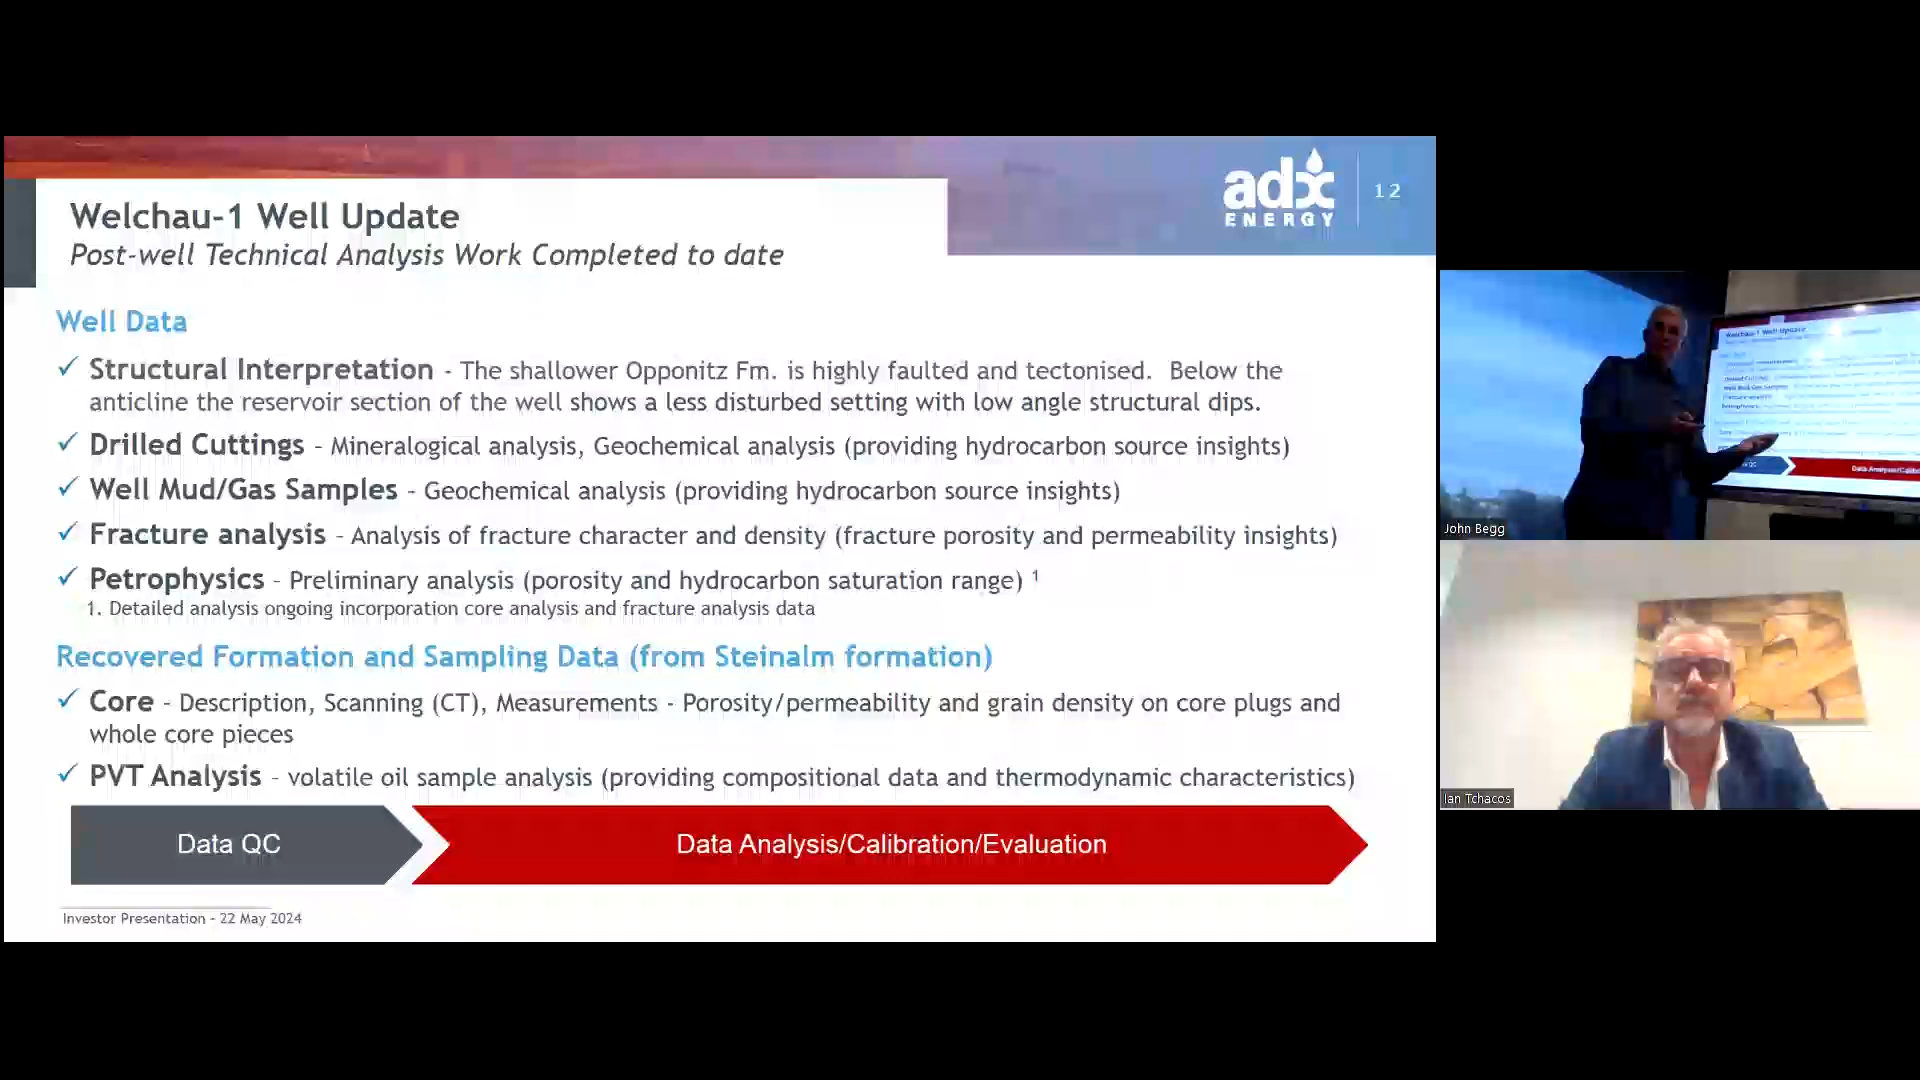 adx
ENERGY
12
Welchau-1 Well Update
Post-well Technical Analysis Work Completed to date
Well Data
✓ Structural Interpretation - The shallower Opponitz Fm. is highly faulted and tectonised. Below the
anticline the reservoir section of the well shows a less disturbed setting with low angle structural dips.
✓ Drilled Cuttings - Mineralogical analysis, Geochemical analysis (providing hydrocarbon source insights)
✓ Well Mud/Gas Samples - Geochemical analysis (providing hydrocarbon source insights)
✓ Fracture analysis - Analysis of fracture character and density (fracture porosity and permeability insights)
✓ Petrophysics - Preliminary analysis (porosity and hydrocarbon saturation range) 1
1. Detailed analysis ongoing incorporation core analysis and fracture analysis data
Recovered Formation and Sampling Data (from Steinalm formation)
✓ Core - Description, Scanning (CT), Measurements - Porosity/permeability and grain density on core plugs and
whole core pieces
✓ PVT Analysis - volatile oil sample analysis (providing compositional data and thermodynamic characteristics)
Data QC
Data Analysis/Calibration/Evaluation
Investor Presentation - 22 May 2024
Welchau-1 Well Update
John Begg
Ian Tchacos